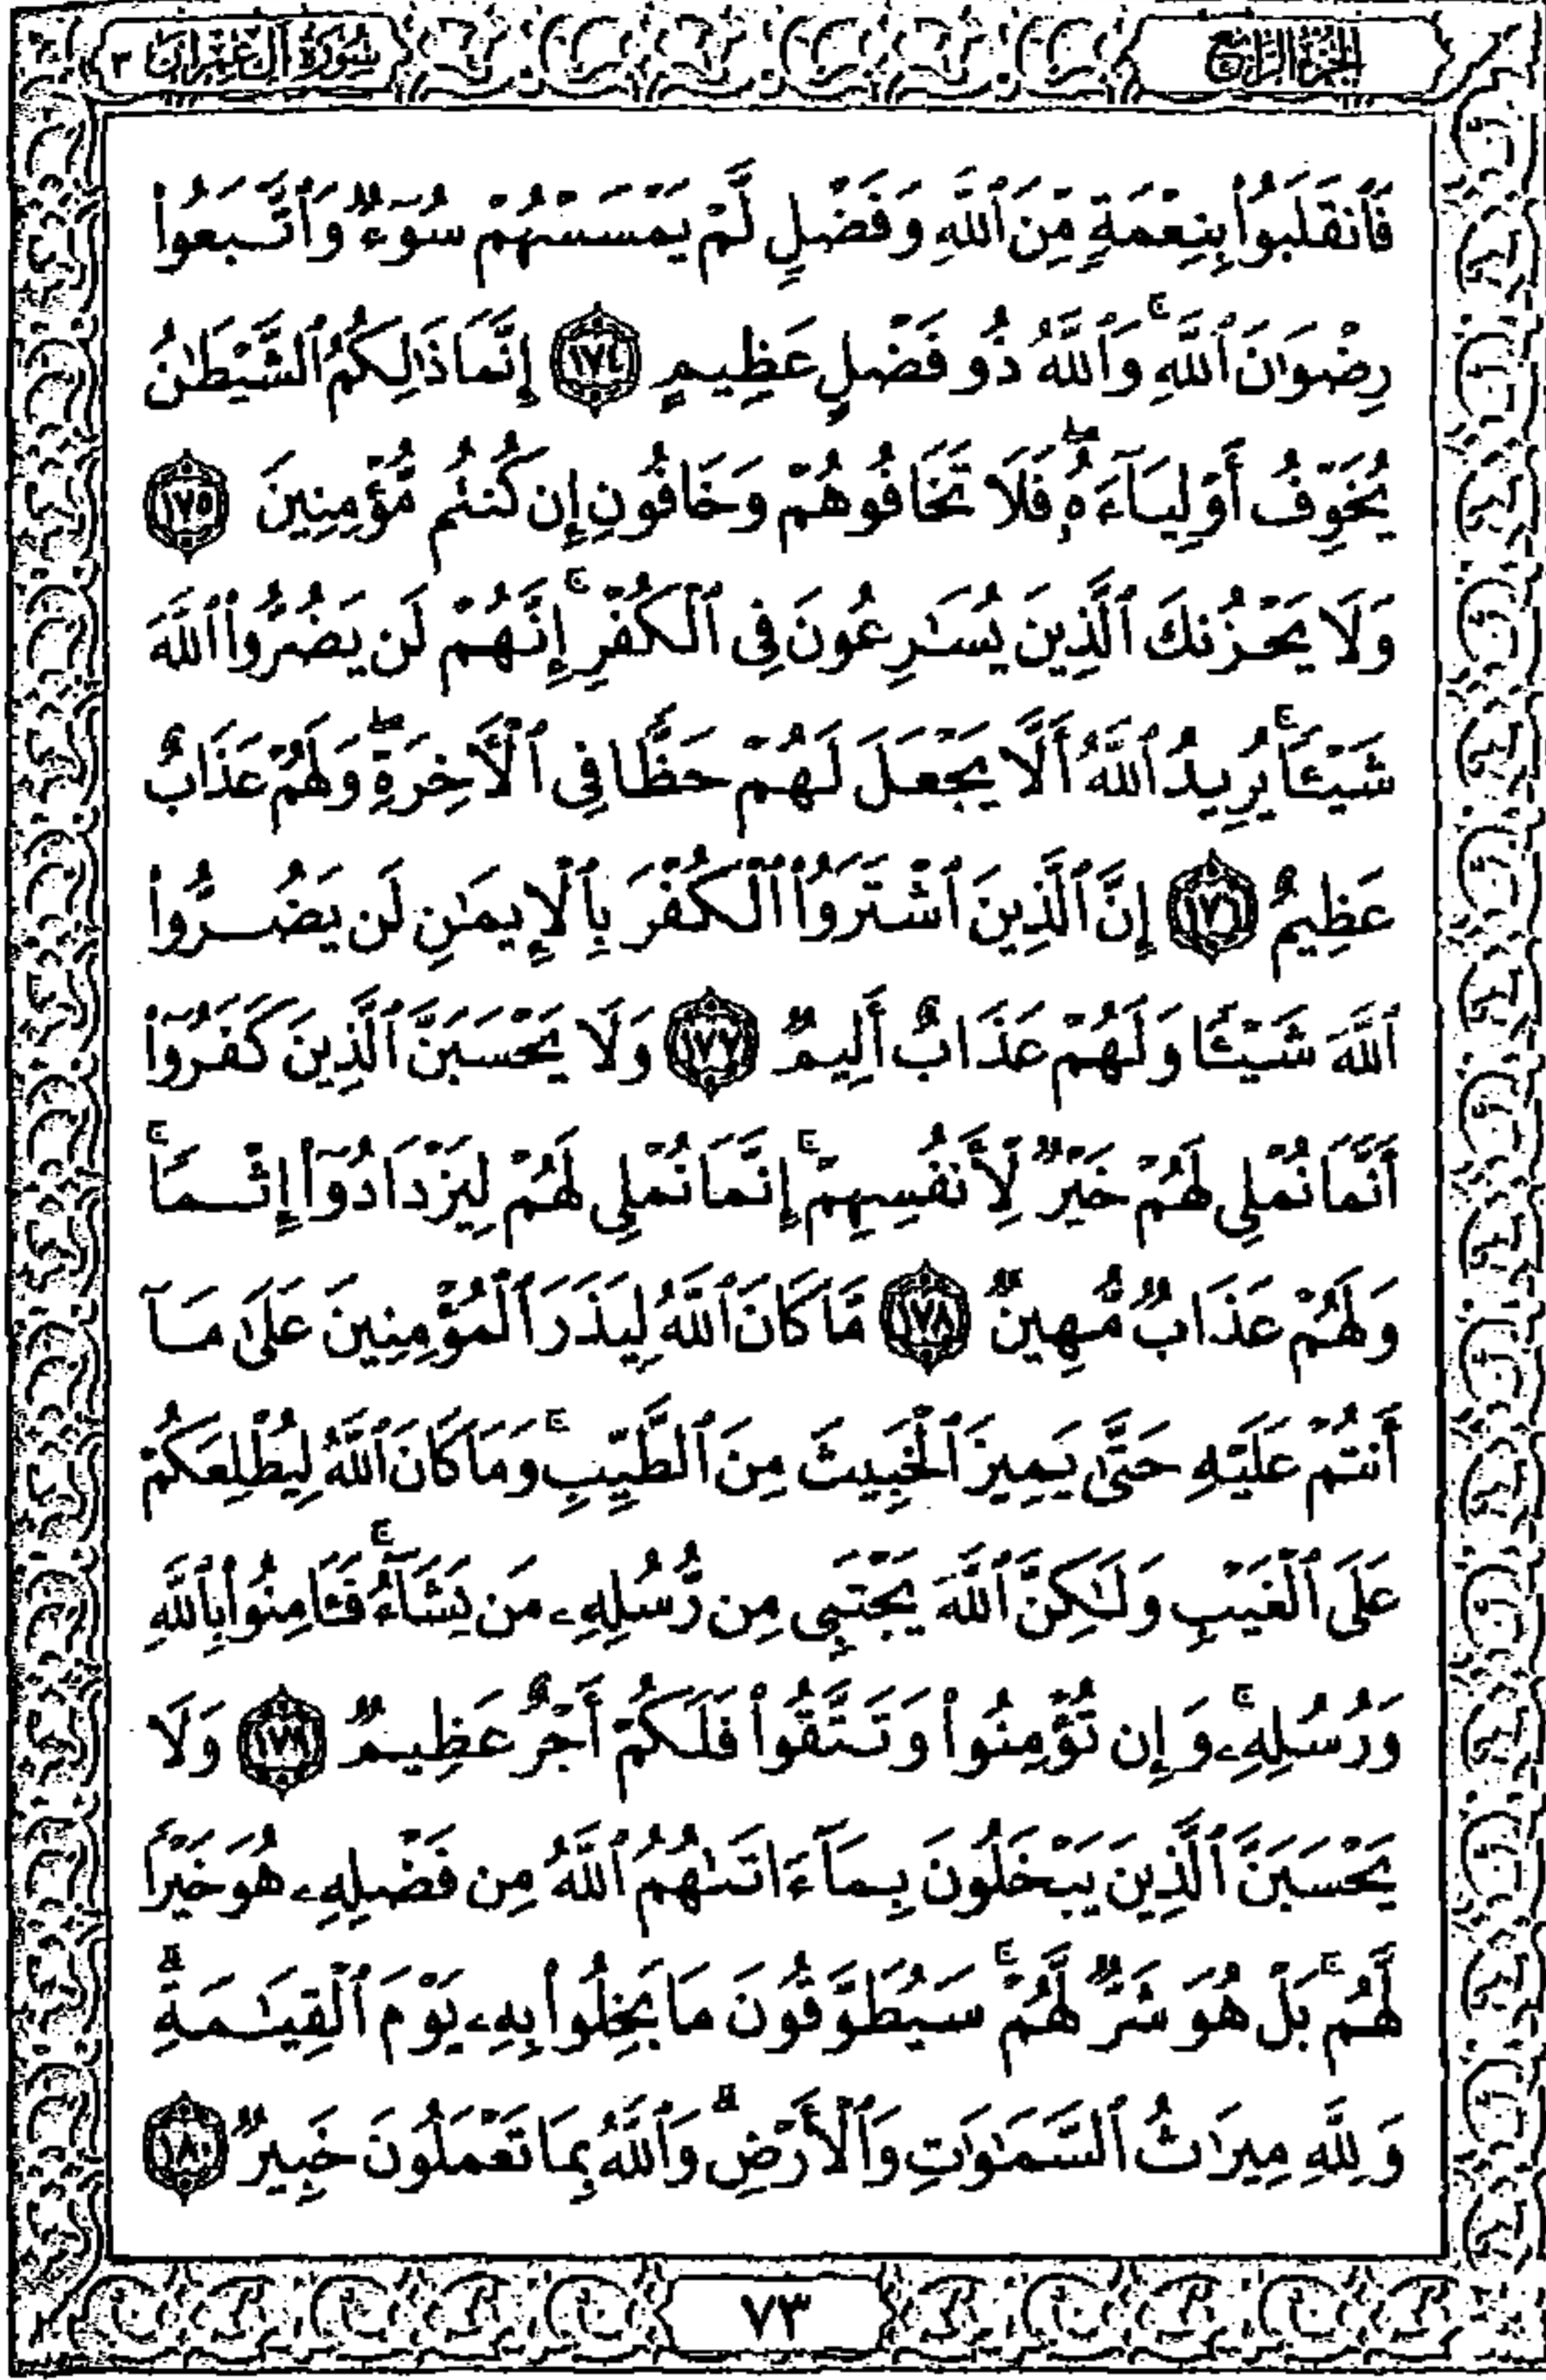 الجزء الرابع
سورة آل عمران ٣
فَٱنقَلَبُوا۟ بِنِعْمَةٍ مِّنَ ٱللَّهِ وَفَضْلٍ لَّمْ يَمْسَسْهُمْ سُوٓءٌ وَٱتَّبَعُوا۟
رِضْوَٰنَ ٱللَّهِ ۚ وَٱللَّهُ ذُو فَضْلٍ عَظِيمٍ ١٧٤ إِنَّمَا ذَٰلِكُمُ ٱلشَّيْطَٰنُ
يُخَوِّفُ أَوْلِيَآءَهُۥ ۖ فَلَا تَخَافُوهُمْ وَخَافُونِ إِن كُنتُم مُّؤْمِنِينَ ١٧٥
وَلَا يَحْزُنكَ ٱلَّذِينَ يُسَٰرِعُونَ فِى ٱلْكُفْرِ ۚ إِنَّهُمْ لَن يَضُرُّوا۟ ٱللَّهَ
شَيْـًٔا ۗ يُرِيدُ ٱللَّهُ أَلَّا يَجْعَلَ لَهُمْ حَظًّا فِى ٱلْـَٔاخِرَةِ ۖ وَلَهُمْ عَذَابٌ
عَظِيمٌ ١٧٦ إِنَّ ٱلَّذِينَ ٱشْتَرَوُا۟ ٱلْكُفْرَ بِٱلْإِيمَٰنِ لَن يَضُرُّوا۟
ٱللَّهَ شَيْـًٔا وَلَهُمْ عَذَابٌ أَلِيمٌ ١٧٧ وَلَا يَحْسَبَنَّ ٱلَّذِينَ كَفَرُوٓا۟
أَنَّمَا نُمْلِى لَهُمْ خَيْرٌ لِّأَنفُسِهِمْ ۚ إِنَّمَا نُمْلِى لَهُمْ لِيَزْدَادُوٓا۟ إِثْمًا ۚ
وَلَهُمْ عَذَابٌ مُّهِينٌ ١٧٨ مَّا كَانَ ٱللَّهُ لِيَذَرَ ٱلْمُؤْمِنِينَ عَلَىٰ مَآ
أَنتُمْ عَلَيْهِ حَتَّىٰ يَمِيزَ ٱلْخَبِيثَ مِنَ ٱلطَّيِّبِ ۗ وَمَا كَانَ ٱللَّهُ لِيُطْلِعَكُمْ
عَلَى ٱلْغَيْبِ وَلَٰكِنَّ ٱللَّهَ يَجْتَبِى مِن رُّسُلِهِۦ مَن يَشَآءُ ۖ فَـَٔامِنُوا۟ بِٱللَّهِ
وَرُسُلِهِۦ ۚ وَإِن تُؤْمِنُوا۟ وَتَتَّقُوا۟ فَلَكُمْ أَجْرٌ عَظِيمٌ ١٧٩ وَلَا
يَحْسَبَنَّ ٱلَّذِينَ يَبْخَلُونَ بِمَآ ءَاتَىٰهُمُ ٱللَّهُ مِن فَضْلِهِۦ هُوَ خَيْرًا
لَّهُم ۖ بَلْ هُوَ شَرٌّ لَّهُمْ ۖ سَيُطَوَّقُونَ مَا بَخِلُوا۟ بِهِۦ يَوْمَ ٱلْقِيَٰمَةِ ۗ
وَلِلَّهِ مِيرَٰثُ ٱلسَّمَٰوَٰتِ وَٱلْأَرْضِ ۗ وَٱللَّهُ بِمَا تَعْمَلُونَ خَبِيرٌ ١٨٠
٧٣